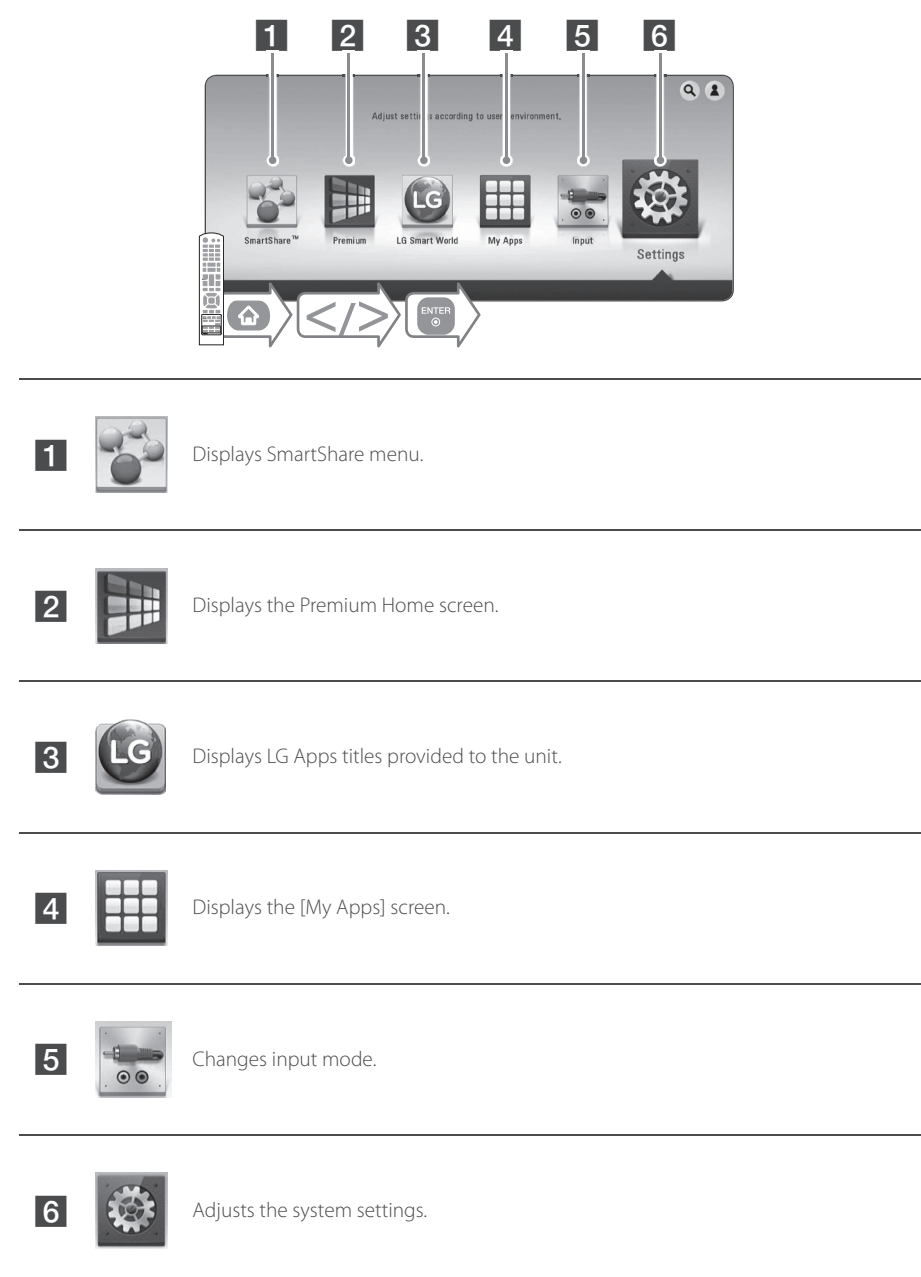 1 2 3 4 5 6
Adjust settings according to user environment.
LG
SmartShare™ Premium LG Smart World My Apps Input Settings
</> ENTER
1 Displays SmartShare menu.
2 Displays the Premium Home screen.
3 LG Displays LG Apps titles provided to the unit.
4 Displays the [My Apps] screen.
5 Changes input mode.
6 Adjusts the system settings.